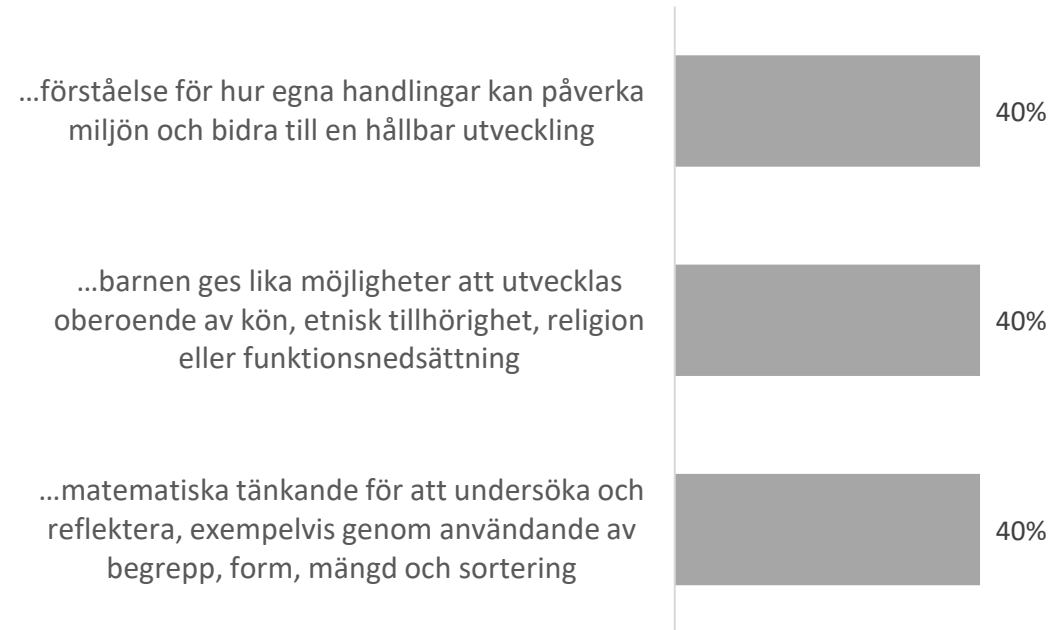 …förståelse för hur egna handlingar kan påverka
miljön och bidra till en hållbar utveckling
40%
…barnen ges lika möjligheter att utvecklas
oberoende av kön, etnisk tillhörighet, religion
eller funktionsnedsättning
40%
…matematiska tänkande för att undersöka och
reflektera, exempelvis genom användande av
begrepp, form, mängd och sortering
40%